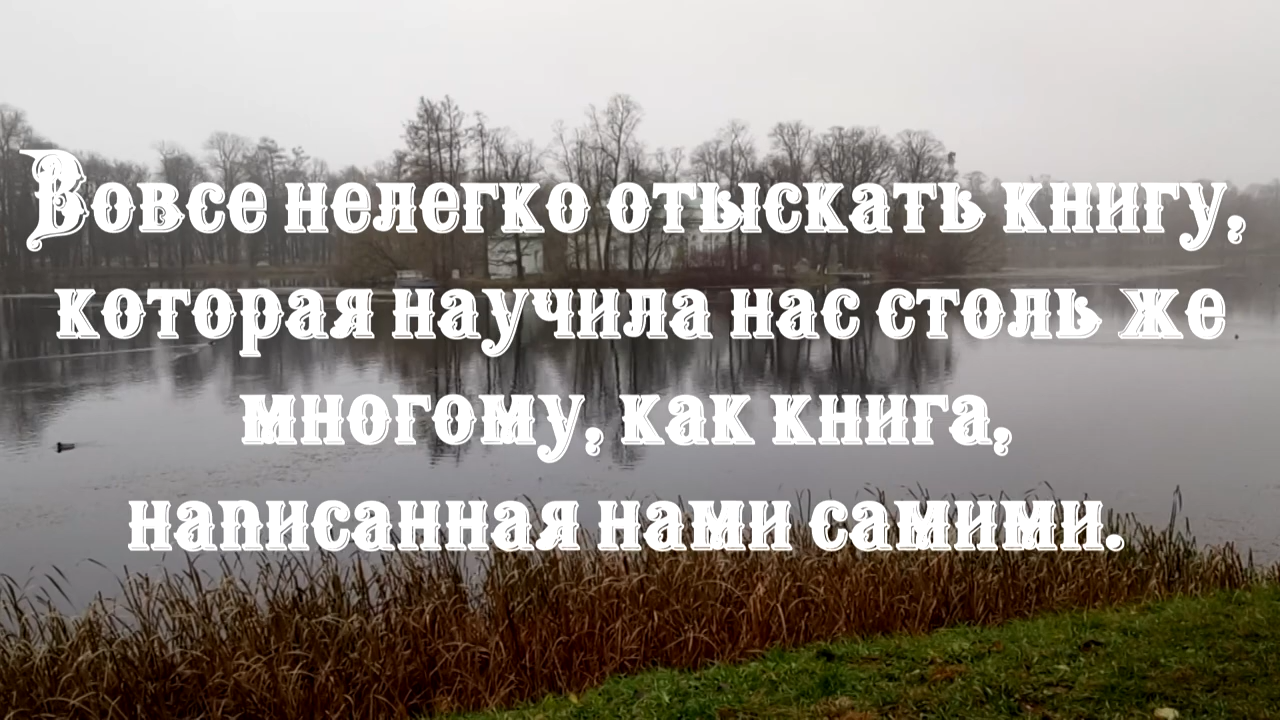 Вовсе нелегко отыскать книгу,
которая научила нас столь же
многому, как книга,
написанная нами самими.